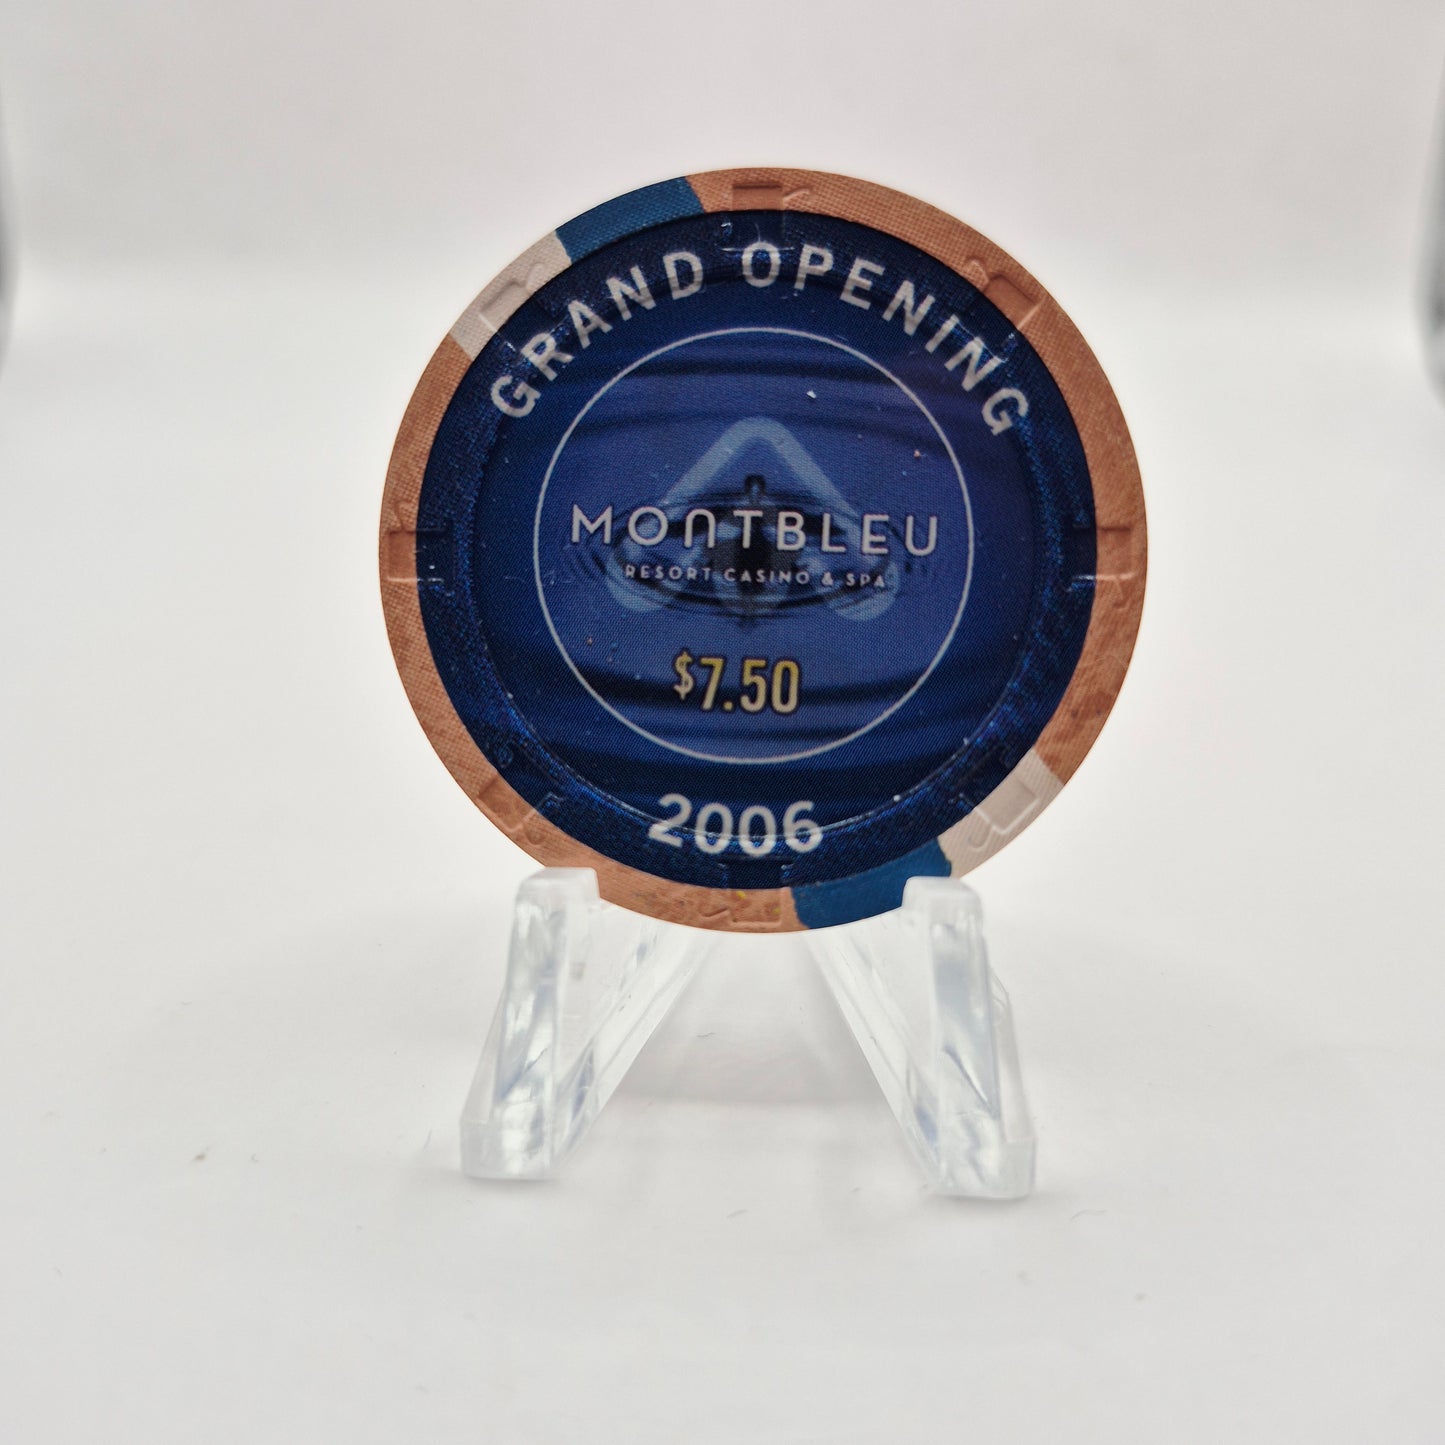 GRAND OPENING
MONTBLEU
RESORT CASINO & SPA
$7.50
2006